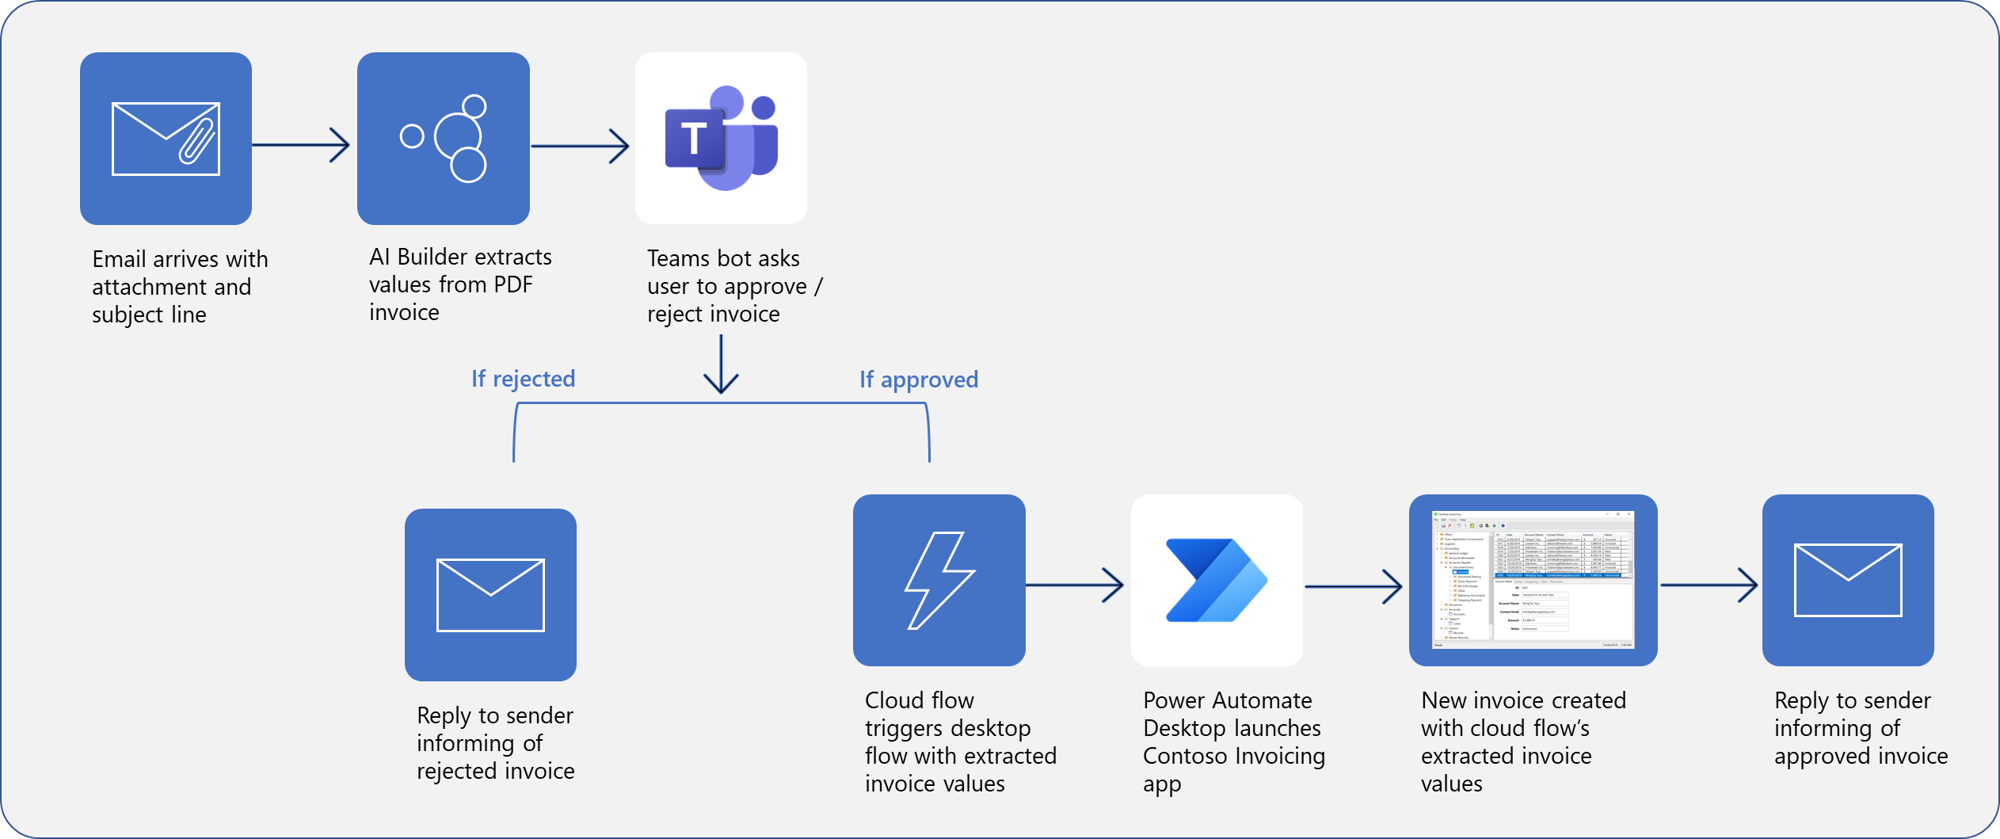 T
Email arrives with
attachment and
subject line
AI Builder extracts
values from PDF
invoice
Teams bot asks
user to approve /
reject invoice
If rejected
If approved
Reply to sender
informing of
rejected invoice
Cloud flow
triggers desktop
flow with extracted
invoice values
Power Automate
Desktop launches
Contoso Invoicing
app
New invoice created
with cloud flow’s
extracted invoice
values
Reply to sender
informing of
approved invoice